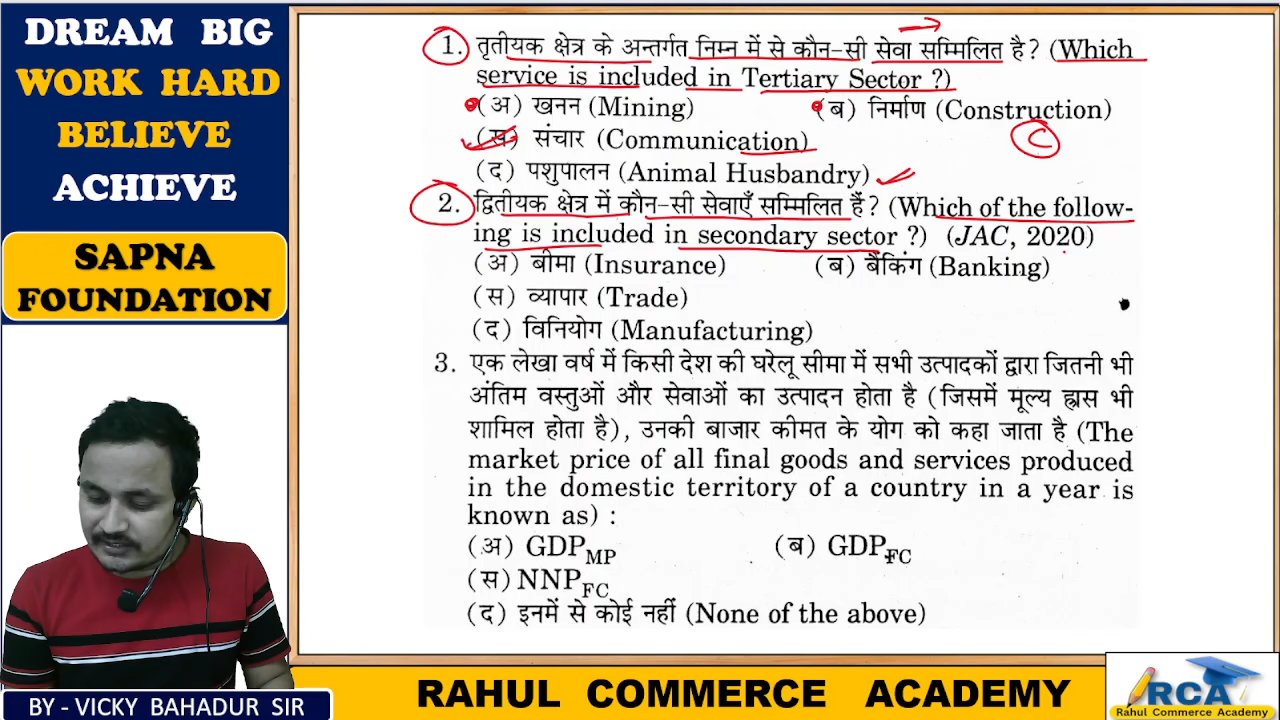 DREAM BIG
WORK HARD
BELIEVE
ACHIEVE
SAPNA
FOUNDATION
1. तृतीयक क्षेत्र के अन्तर्गत निम्न में से कौन-सी सेवा सम्मिलित है? (Which
service is included in Tertiary Sector ?)
(अ) खनन (Mining) (ब) निर्माण (Construction)
(स) संचार (Communication)
C
(द) पशुपालन (Animal Husbandry)
2. द्वितीयक क्षेत्र में कौन-सी सेवाएँ सम्मिलित हैं? (Which of the follow-
ing is included in secondary sector ?) (JAC, 2020)
(अ) बीमा (Insurance) (ब) बैंकिंग (Banking)
(स) व्यापार (Trade)
(द) विनियोग (Manufacturing)
3. एक लेखा वर्ष में किसी देश की घरेलू सीमा में सभी उत्पादकों द्वारा जितनी भी
अंतिम वस्तुओं और सेवाओं का उत्पादन होता है (जिसमें मूल्य ह्रास भी
शामिल होता है), उनकी बाजार कीमत के योग को कहा जाता है (The
market price of all final goods and services produced
in the domestic territory of a country in a year is
known as) :
(अ) GDPMP (ब) GDPFC
(स) NNPFC
(द) इनमें से कोई नहीं (None of the above)
BY - VICKY BAHADUR SIR
RAHUL COMMERCE ACADEMY
RCA
Rahul Commerce Academy